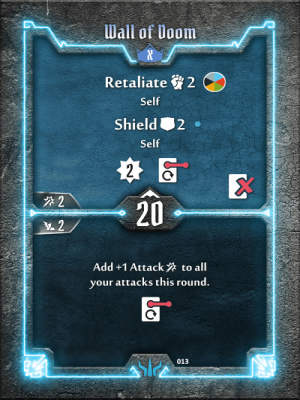 Wall of Doom
X
Retaliate 2
Self
Shield 2
Self
2
2
20
2
Add +1 Attack to all
your attacks this round.
013